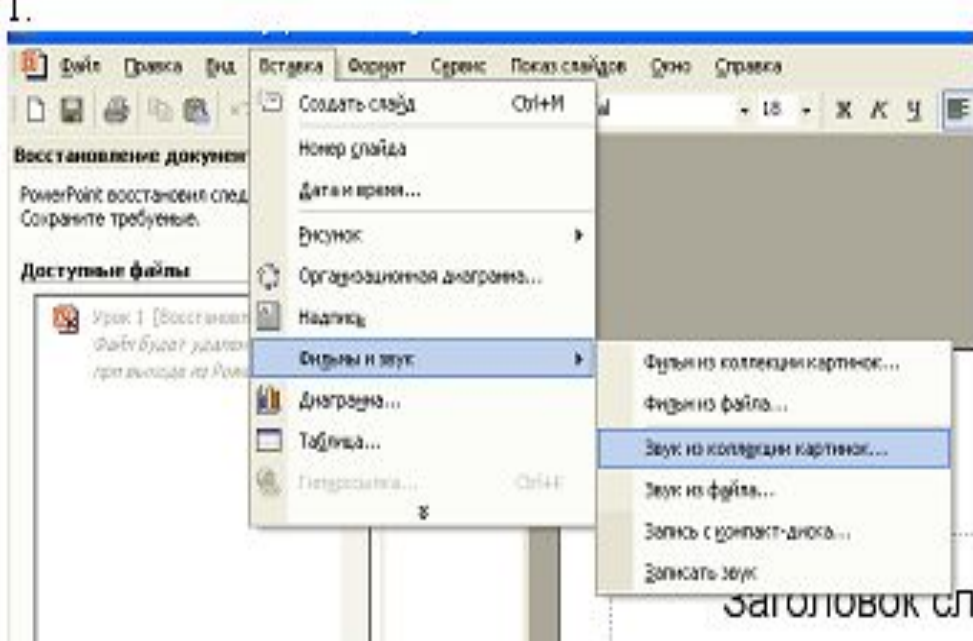 1.
Файл Правка Вид Вставка Формат Сервис Показ слайдов Окно Справка
Создать слайд Ctrl+M
18 Ж К Ч
Номер слайда
Восстановление докумен
Дата и время...
PowerPoint восстановил след
Сохраните требуемые.
Рисунок
Доступные файлы
Организационная диаграмма...
Надпись
Урок 1 [Восстановл
Файл будет удален
при выходе из Powe
Фильмы и звук
Фильм из коллекции картинок...
Диаграмма...
Фильм из файла...
Таблица...
Звук из коллекции картинок...
Гиперссылка... Ctrl+K
Звук из файла...
Запись с компакт-диска...
Записать звук
Заголовок сл